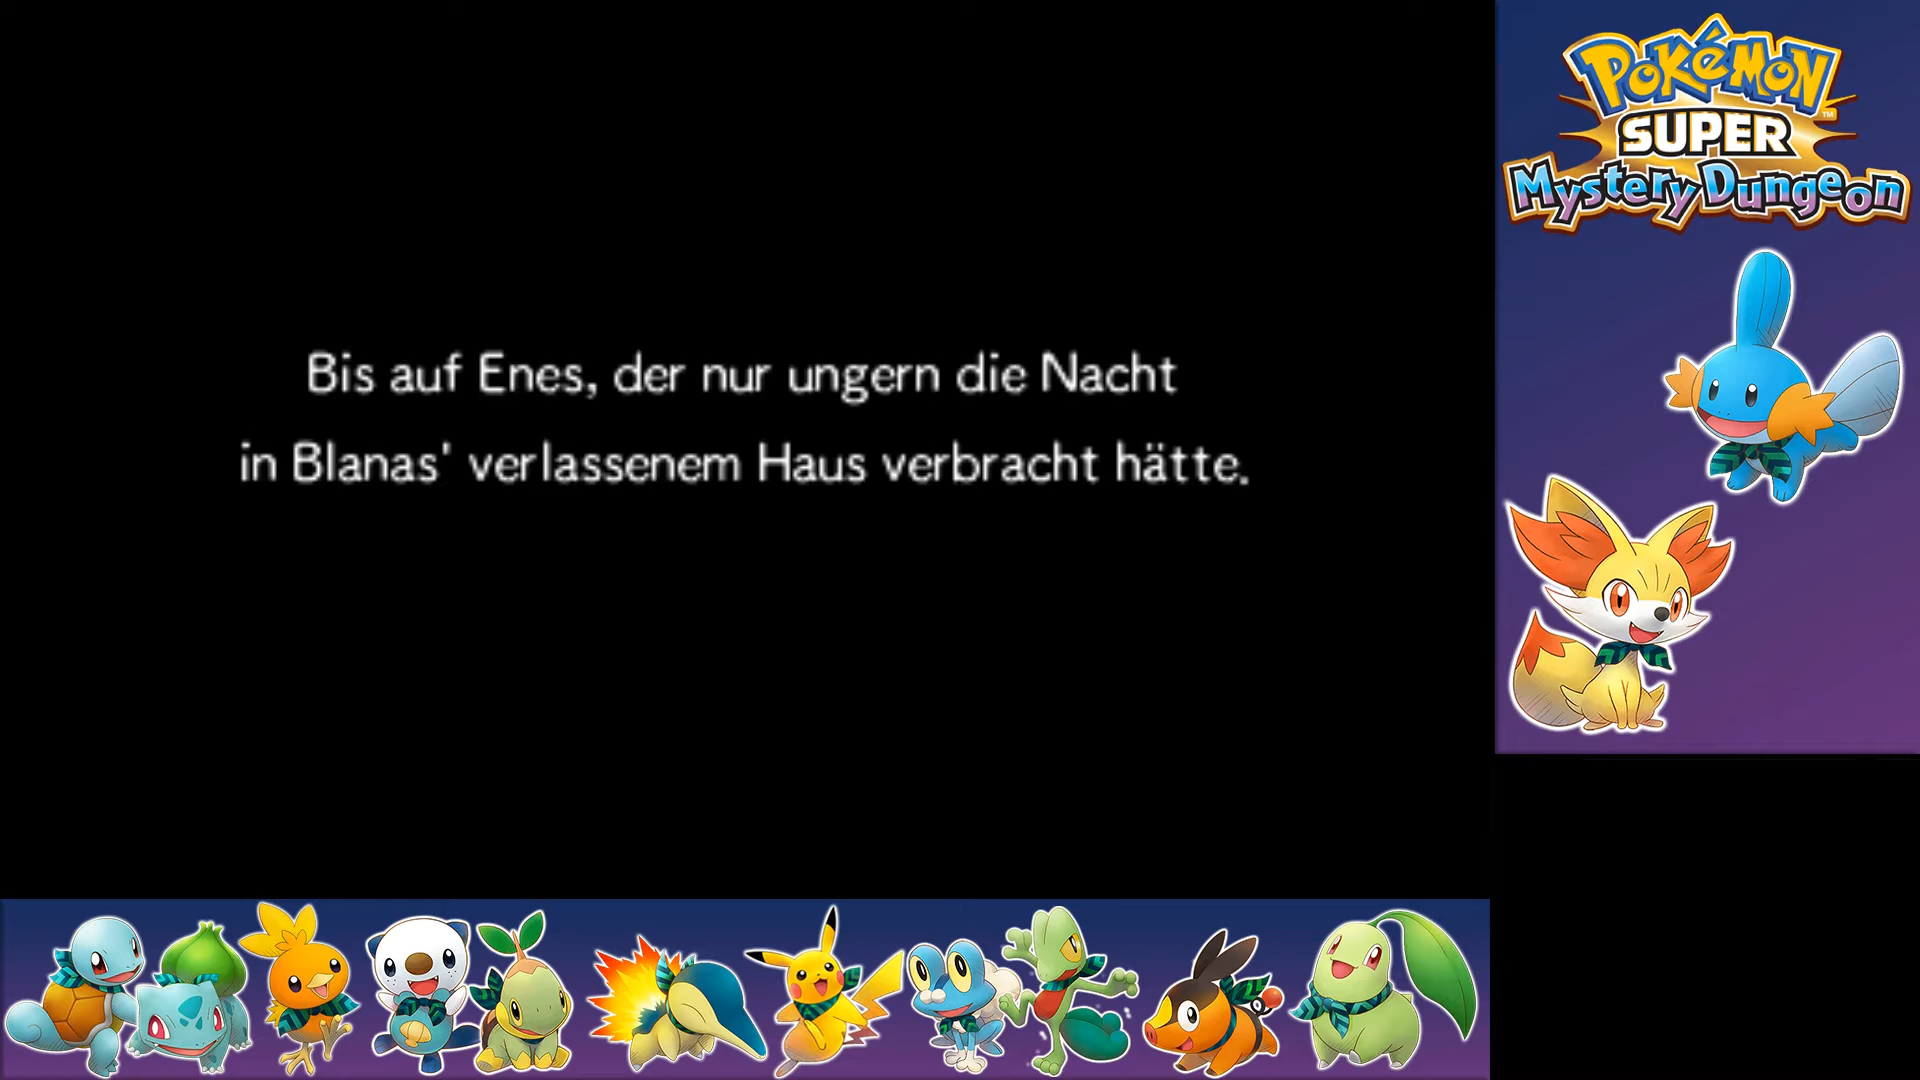 Bis auf Enes, der nur ungern die Nacht
in Blanas' verlassenem Haus verbracht hätte.
POKéMON
SUPER
Mystery Dungeon